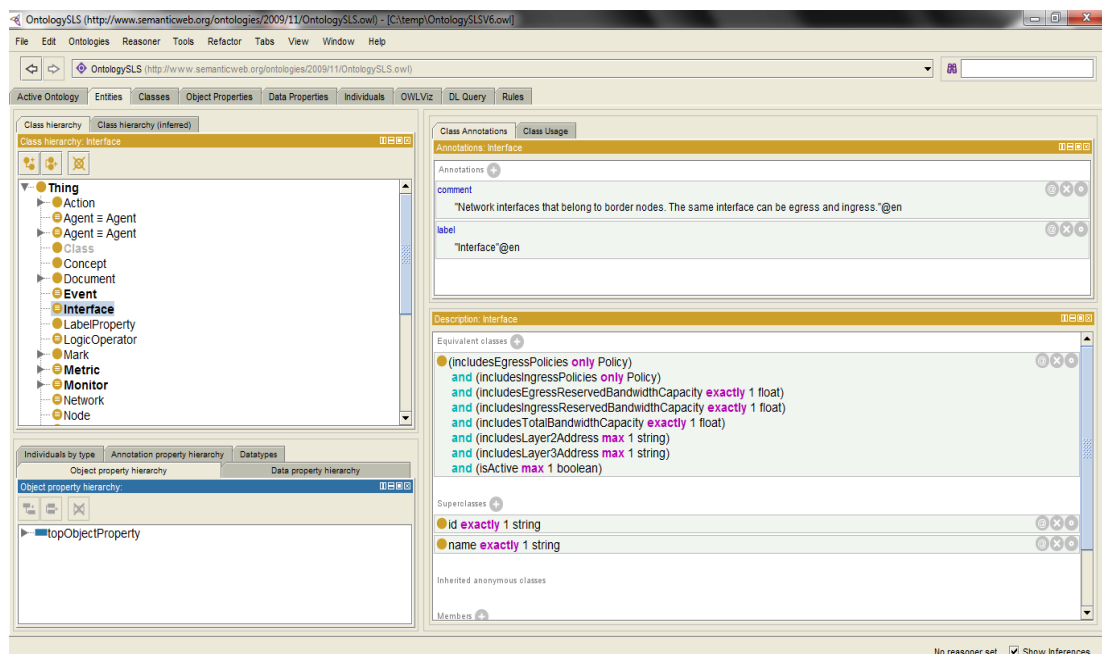 OntologySLS (http://www.semanticweb.org/ontologies/2009/11/OntologySLS.owl) - [C:\temp\OntologySLSV6.owl]
File Edit Ontologies Reasoner Tools Refactor Tabs View Window Help
OntologySLS (http://www.semanticweb.org/ontologies/2009/11/OntologySLS.owl)
Active Ontology Entities Classes Object Properties Data Properties Individuals OWLViz DL Query Rules
Class hierarchy Class hierarchy (inferred)
Class hierarchy: Interface
Thing
Action
Agent ≡ Agent
Agent ≡ Agent
Class
Concept
Document
Event
Interface
LabelProperty
LogicOperator
Mark
Metric
Monitor
Network
Node
Individuals by type Annotation property hierarchy Datatypes
Object property hierarchy Data property hierarchy
Object property hierarchy:
topObjectProperty
Class Annotations Class Usage
Annotations: Interface
Annotations
comment
"Network interfaces that belong to border nodes. The same interface can be egress and ingress."@en
label
"Interface"@en
Description: Interface
Equivalent classes
(includesEgressPolicies only Policy)
and (includesIngressPolicies only Policy)
and (includesEgressReservedBandwidthCapacity exactly 1 float)
and (includesIngressReservedBandwidthCapacity exactly 1 float)
and (includesTotalBandwidthCapacity exactly 1 float)
and (includesLayer2Address max 1 string)
and (includesLayer3Address max 1 string)
and (isActive max 1 boolean)
Superclasses
id exactly 1 string
name exactly 1 string
Inherited anonymous classes
Members
No reasoner set Show Inferences